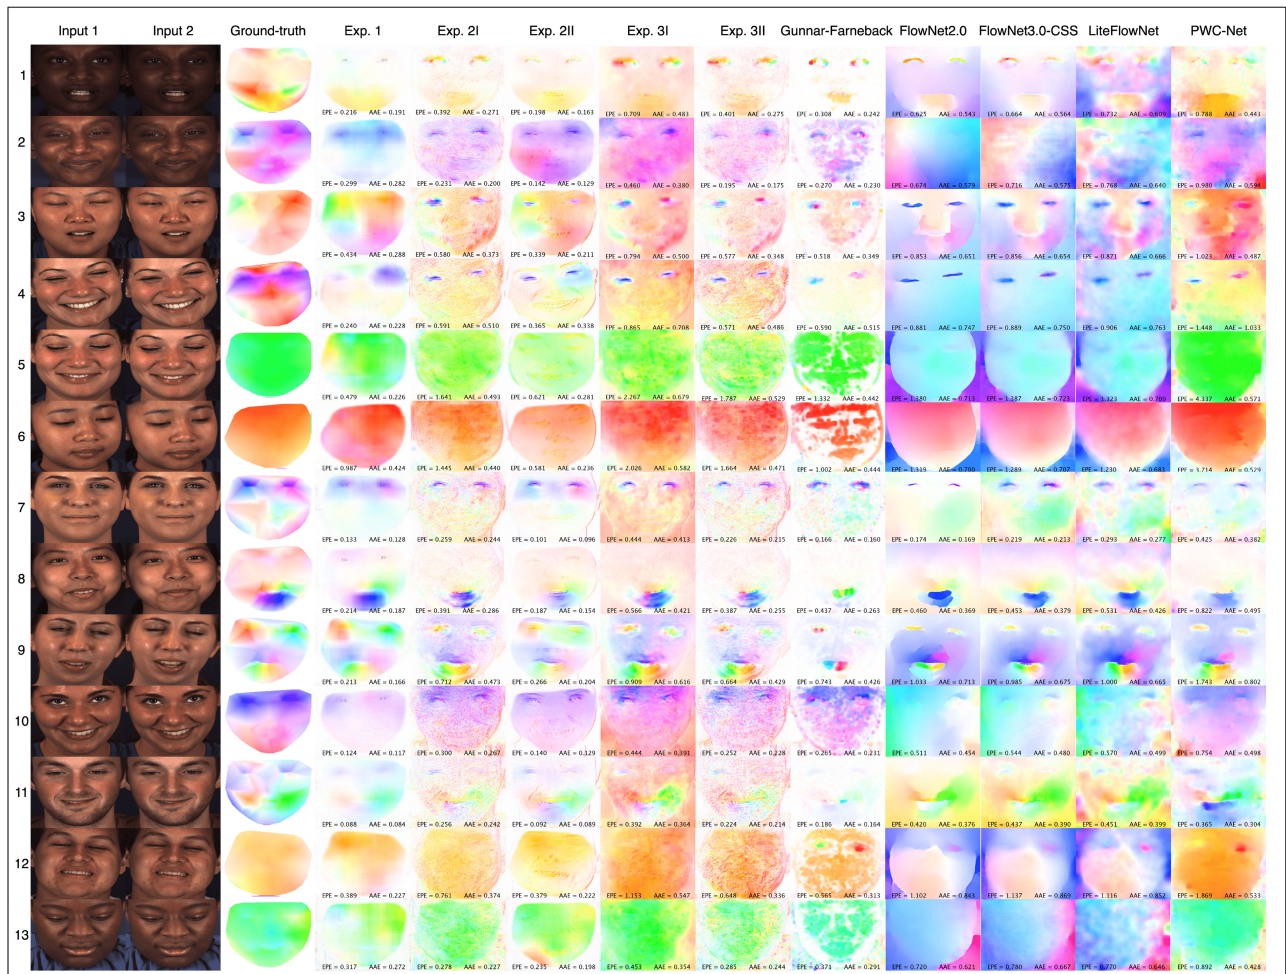 Input 1 Input 2 Ground-truth Exp. 1 Exp. 2I Exp. 2II Exp. 3I Exp. 3II Gunnar-Farneback FlowNet2.0 FlowNet3.0-CSS LiteFlowNet PWC-Net
1
EPE = 0.216 AAE = 0.191 EPE = 0.392 AAE = 0.271 EPE = 0.198 AAE = 0.163 EPE = 0.709 AAE = 0.483 EPE = 0.401 AAE = 0.275 EPE = 0.308 AAE = 0.242 EPE = 0.625 AAE = 0.543 EPE = 0.664 AAE = 0.564 EPE = 0.732 AAE = 0.609 EPE = 0.788 AAE = 0.443
2
EPE = 0.299 AAE = 0.282 EPE = 0.231 AAE = 0.200 EPE = 0.142 AAE = 0.129 EPE = 0.460 AAE = 0.380 EPE = 0.195 AAE = 0.175 EPE = 0.270 AAE = 0.230 EPE = 0.674 AAE = 0.579 EPE = 0.716 AAE = 0.575 EPE = 0.768 AAE = 0.640 EPE = 0.980 AAE = 0.594
3
EPE = 0.434 AAE = 0.288 EPE = 0.580 AAE = 0.373 EPE = 0.339 AAE = 0.211 EPE = 0.794 AAE = 0.500 EPE = 0.577 AAE = 0.348 EPE = 0.518 AAE = 0.349 EPE = 0.853 AAE = 0.651 EPE = 0.856 AAE = 0.654 EPE = 0.871 AAE = 0.666 EPE = 1.023 AAE = 0.487
4
EPE = 0.240 AAE = 0.228 EPE = 0.591 AAE = 0.510 EPE = 0.365 AAE = 0.338 EPE = 0.865 AAE = 0.708 EPE = 0.571 AAE = 0.486 EPE = 0.590 AAE = 0.515 EPE = 0.881 AAE = 0.747 EPE = 0.889 AAE = 0.750 EPE = 0.906 AAE = 0.763 EPE = 1.448 AAE = 1.033
5
EPE = 0.479 AAE = 0.226 EPE = 1.641 AAE = 0.493 EPE = 0.621 AAE = 0.281 EPE = 2.267 AAE = 0.679 EPE = 1.787 AAE = 0.529 EPE = 1.332 AAE = 0.442 EPE = 1.380 AAE = 0.713 EPE = 1.387 AAE = 0.723 EPE = 1.323 AAE = 0.709 EPE = 4.337 AAE = 0.571
6
EPE = 0.987 AAE = 0.424 EPE = 1.445 AAE = 0.440 EPE = 0.581 AAE = 0.236 EPE = 2.026 AAE = 0.582 EPE = 1.664 AAE = 0.471 EPE = 1.002 AAE = 0.444 EPE = 1.319 AAE = 0.700 EPE = 1.289 AAE = 0.707 EPE = 1.230 AAE = 0.683 EPE = 3.714 AAE = 0.529
7
EPE = 0.133 AAE = 0.128 EPE = 0.259 AAE = 0.244 EPE = 0.101 AAE = 0.096 EPE = 0.444 AAE = 0.413 EPE = 0.226 AAE = 0.215 EPE = 0.166 AAE = 0.160 EPE = 0.174 AAE = 0.169 EPE = 0.219 AAE = 0.213 EPE = 0.293 AAE = 0.277 EPE = 0.425 AAE = 0.382
8
EPE = 0.214 AAE = 0.187 EPE = 0.391 AAE = 0.286 EPE = 0.187 AAE = 0.154 EPE = 0.566 AAE = 0.421 EPE = 0.387 AAE = 0.255 EPE = 0.437 AAE = 0.263 EPE = 0.460 AAE = 0.369 EPE = 0.453 AAE = 0.379 EPE = 0.531 AAE = 0.426 EPE = 0.822 AAE = 0.495
9
EPE = 0.213 AAE = 0.166 EPE = 0.712 AAE = 0.473 EPE = 0.266 AAE = 0.204 EPE = 0.909 AAE = 0.616 EPE = 0.664 AAE = 0.429 EPE = 0.743 AAE = 0.426 EPE = 1.033 AAE = 0.713 EPE = 0.985 AAE = 0.675 EPE = 1.000 AAE = 0.665 EPE = 1.743 AAE = 0.802
10
EPE = 0.124 AAE = 0.117 EPE = 0.300 AAE = 0.267 EPE = 0.140 AAE = 0.129 EPE = 0.444 AAE = 0.391 EPE = 0.252 AAE = 0.228 EPE = 0.265 AAE = 0.231 EPE = 0.511 AAE = 0.454 EPE = 0.544 AAE = 0.480 EPE = 0.570 AAE = 0.499 EPE = 0.754 AAE = 0.498
11
EPE = 0.088 AAE = 0.084 EPE = 0.256 AAE = 0.242 EPE = 0.092 AAE = 0.089 EPE = 0.392 AAE = 0.364 EPE = 0.224 AAE = 0.214 EPE = 0.186 AAE = 0.164 EPE = 0.420 AAE = 0.376 EPE = 0.437 AAE = 0.390 EPE = 0.451 AAE = 0.399 EPE = 0.365 AAE = 0.304
12
EPE = 0.389 AAE = 0.227 EPE = 0.761 AAE = 0.374 EPE = 0.379 AAE = 0.222 EPE = 1.153 AAE = 0.547 EPE = 0.648 AAE = 0.336 EPE = 0.565 AAE = 0.313 EPE = 1.102 AAE = 0.843 EPE = 1.137 AAE = 0.869 EPE = 1.116 AAE = 0.852 EPE = 1.869 AAE = 0.533
13
EPE = 0.317 AAE = 0.272 EPE = 0.278 AAE = 0.227 EPE = 0.235 AAE = 0.198 EPE = 0.453 AAE = 0.354 EPE = 0.285 AAE = 0.244 EPE = 0.371 AAE = 0.291 EPE = 0.720 AAE = 0.621 EPE = 0.780 AAE = 0.667 EPE = 0.770 AAE = 0.646 EPE = 0.892 AAE = 0.428